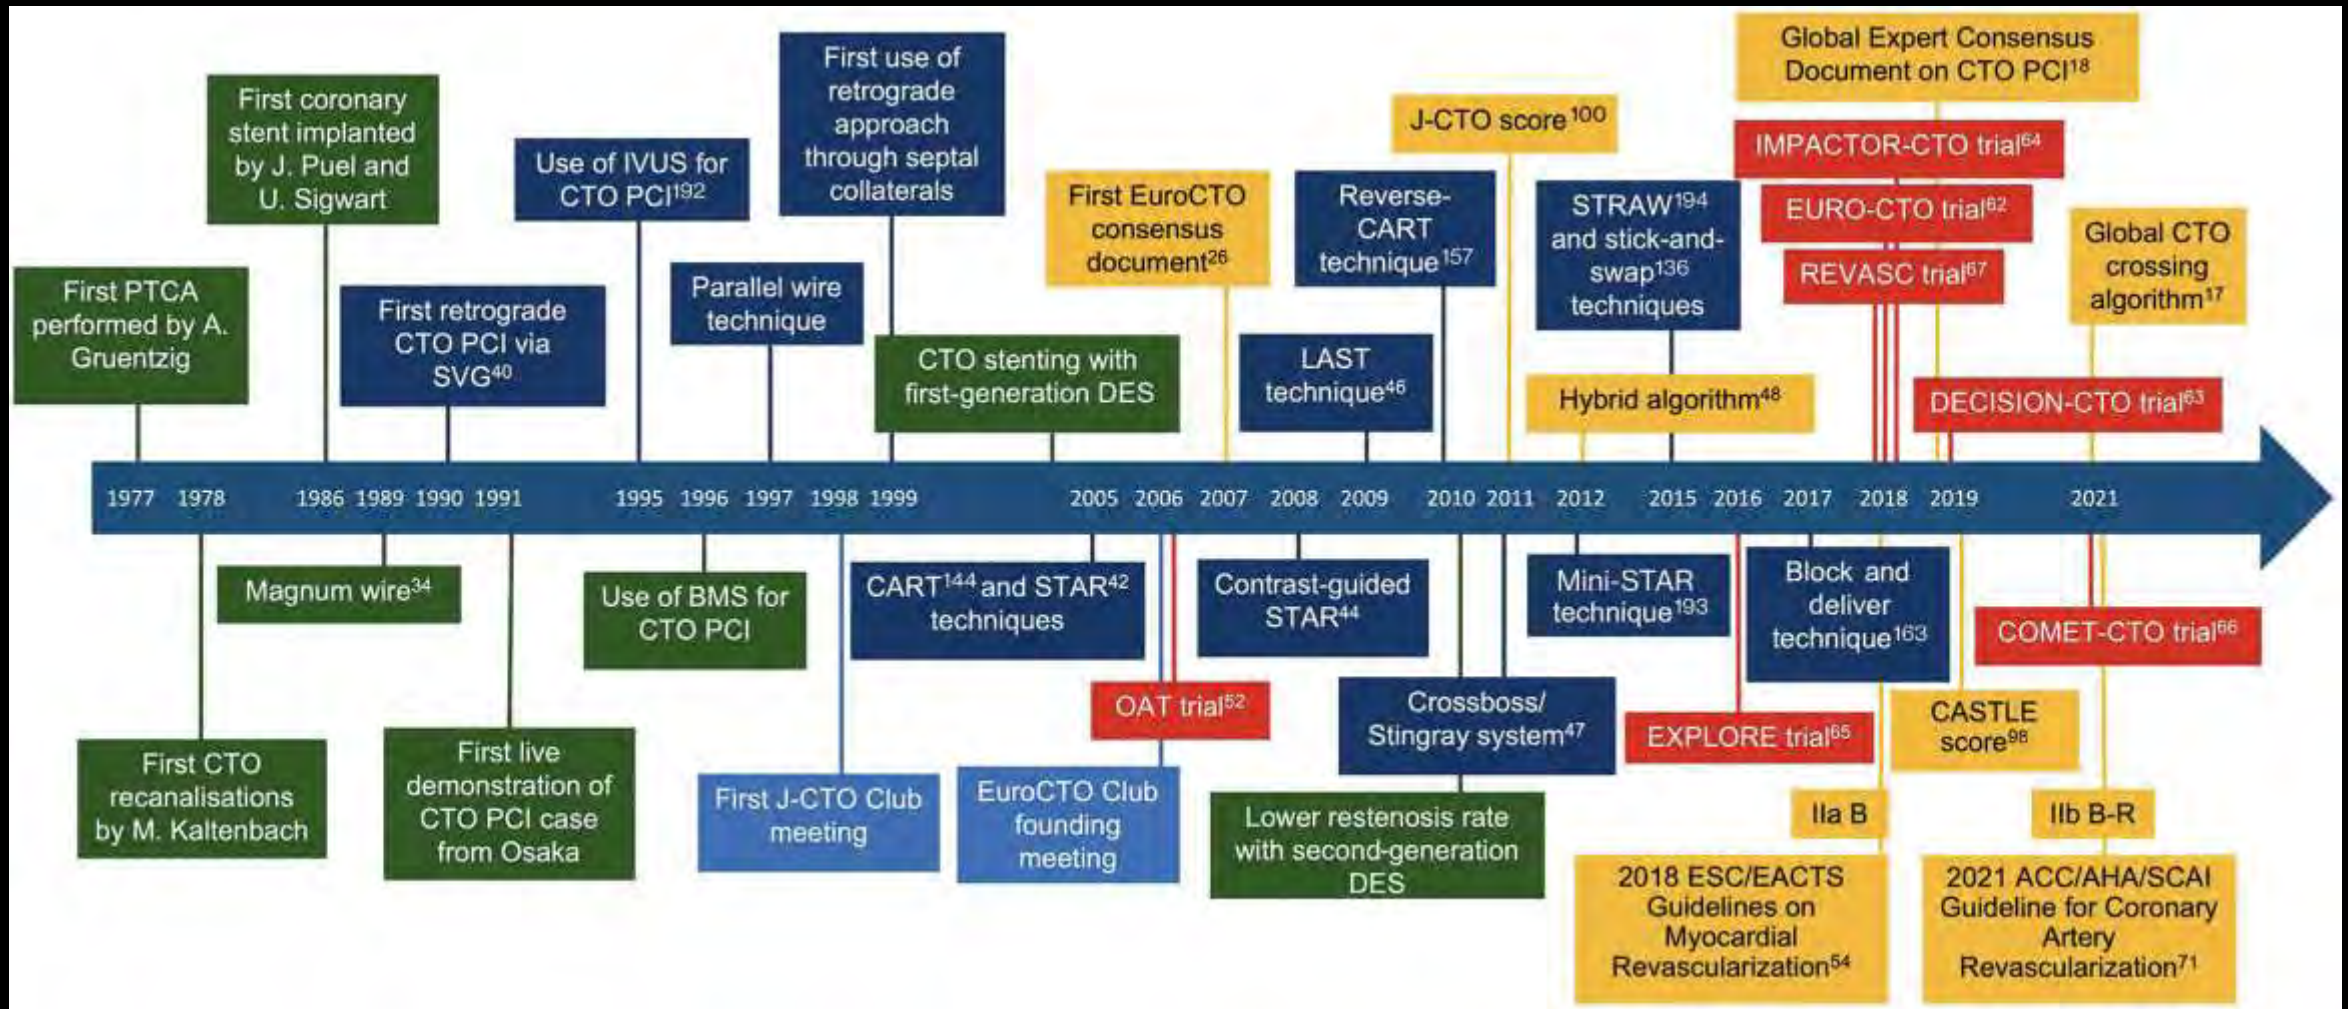 First PTCA
performed by A.
Gruentzig
First coronary
stent implanted
by J. Puel and
U. Sigwart
First retrograde
CTO PCI via
SVG40
Use of IVUS for
CTO PCI192
Parallel wire
technique
First use of
retrograde
approach
through septal
collaterals
CTO stenting with
first-generation DES
First EuroCTO
consensus
document26
LAST
technique46
Reverse-
CART
technique157
J-CTO score100
STRAW194
and stick-and-
swap136
techniques
Hybrid algorithm48
Global Expert Consensus
Document on CTO PCI18
IMPACTOR-CTO trial64
EURO-CTO trial62
REVASC trial67
DECISION-CTO trial63
Global CTO
crossing
algorithm17
1977 1978 1986 1989 1990 1991 1995 1996 1997 1998 1999 2005 2006 2007 2008 2009 2010 2011 2012 2015 2016 2017 2018 2019 2021
First CTO
recanalisations
by M. Kaltenbach
Magnum wire34
First live
demonstration of
CTO PCI case
from Osaka
Use of BMS for
CTO PCI
First J-CTO Club
meeting
CART144 and STAR42
techniques
EuroCTO Club
founding
meeting
OAT trial52
Contrast-guided
STAR44
Lower restenosis rate
with second-generation
DES
Crossboss/
Stingray system47
Mini-STAR
technique193
EXPLORE trial65
Block and
deliver
technique163
IIa B
2018 ESC/EACTS
Guidelines on
Myocardial
Revascularization54
CASTLE
score98
COMET-CTO trial66
IIb B-R
2021 ACC/AHA/SCAI
Guideline for Coronary
Artery
Revascularization71